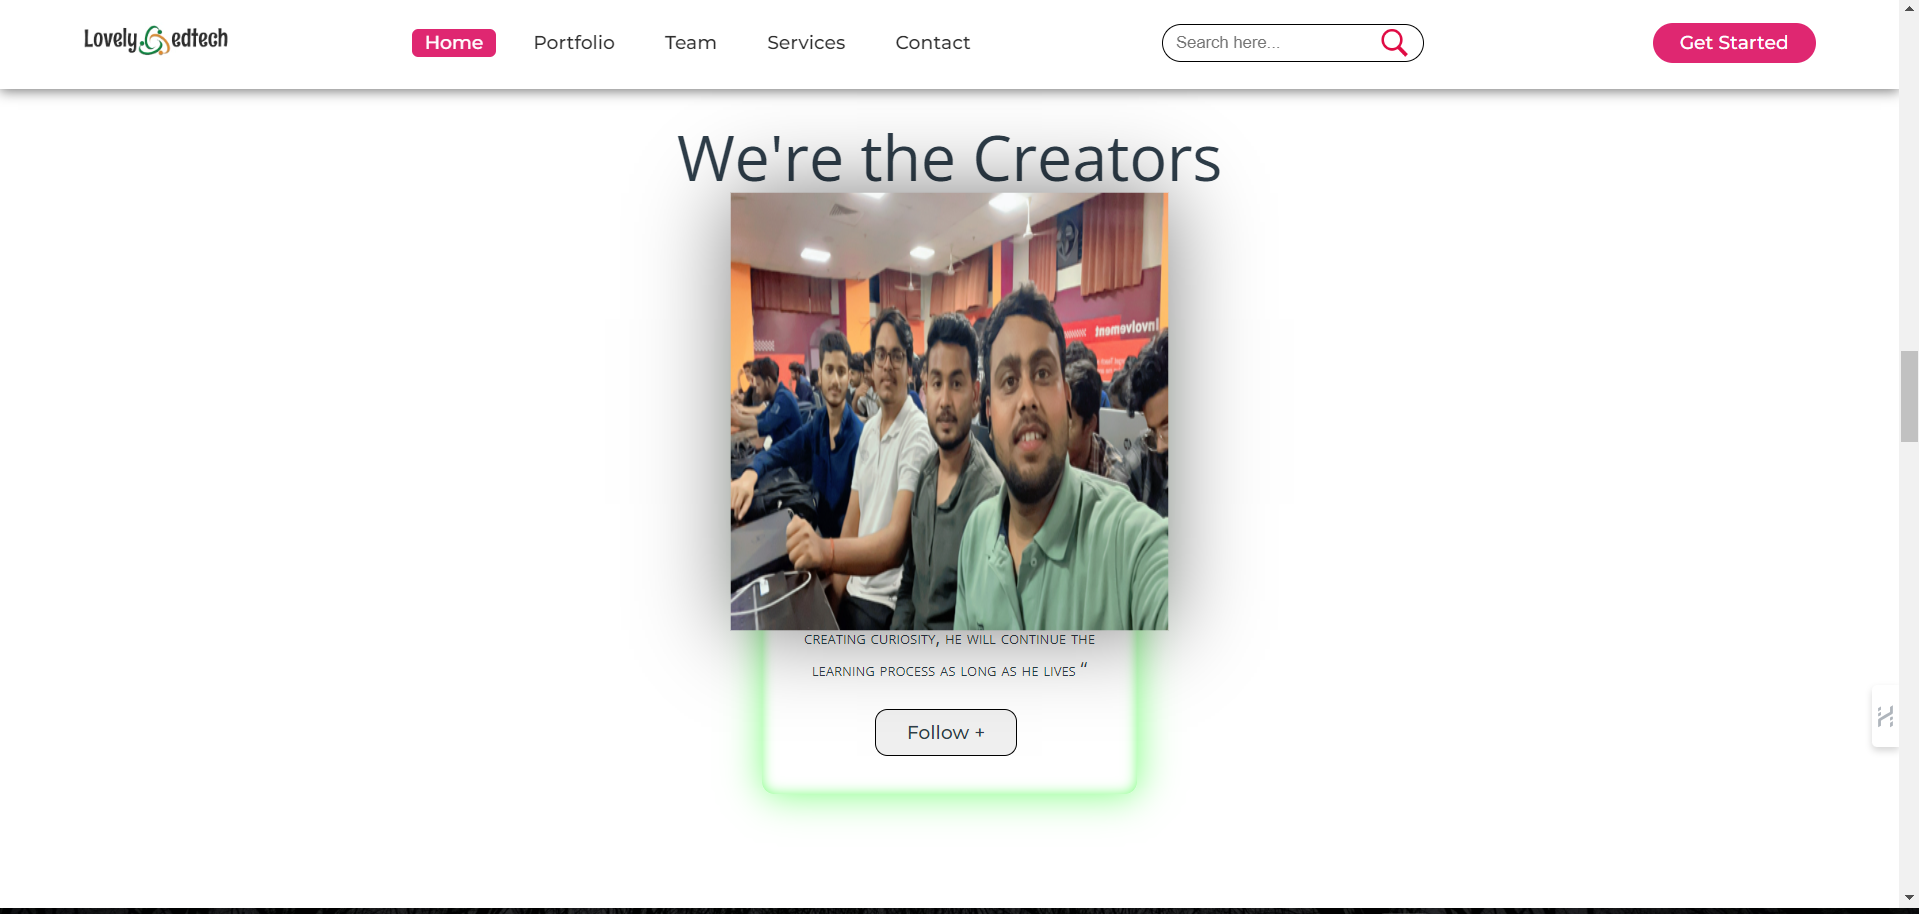 Lovely edtech
Home
Portfolio
Team
Services
Contact
Search here...
Get Started
We're the Creators
Involvement
CREATING CURIOSITY, HE WILL CONTINUE THE
LEARNING PROCESS AS LONG AS HE LIVES “
Follow +